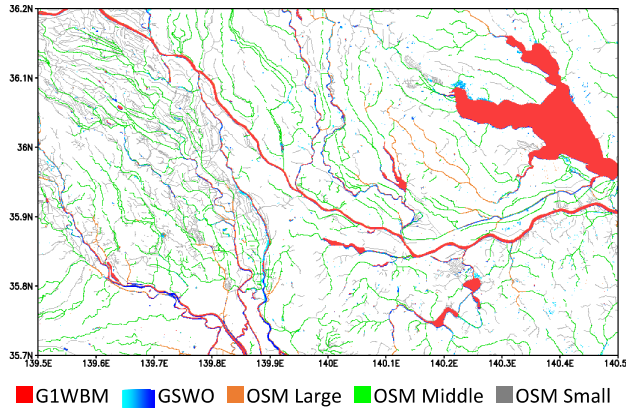 36.2N
36.1N
36N
35.9N
35.8N
35.7N
139.5E 139.6E 139.7E 139.8E 139.9E 140E 140.1E 140.2E 140.3E 140.4E 140.5
G1WBM GSWO OSM Large OSM Middle OSM Small